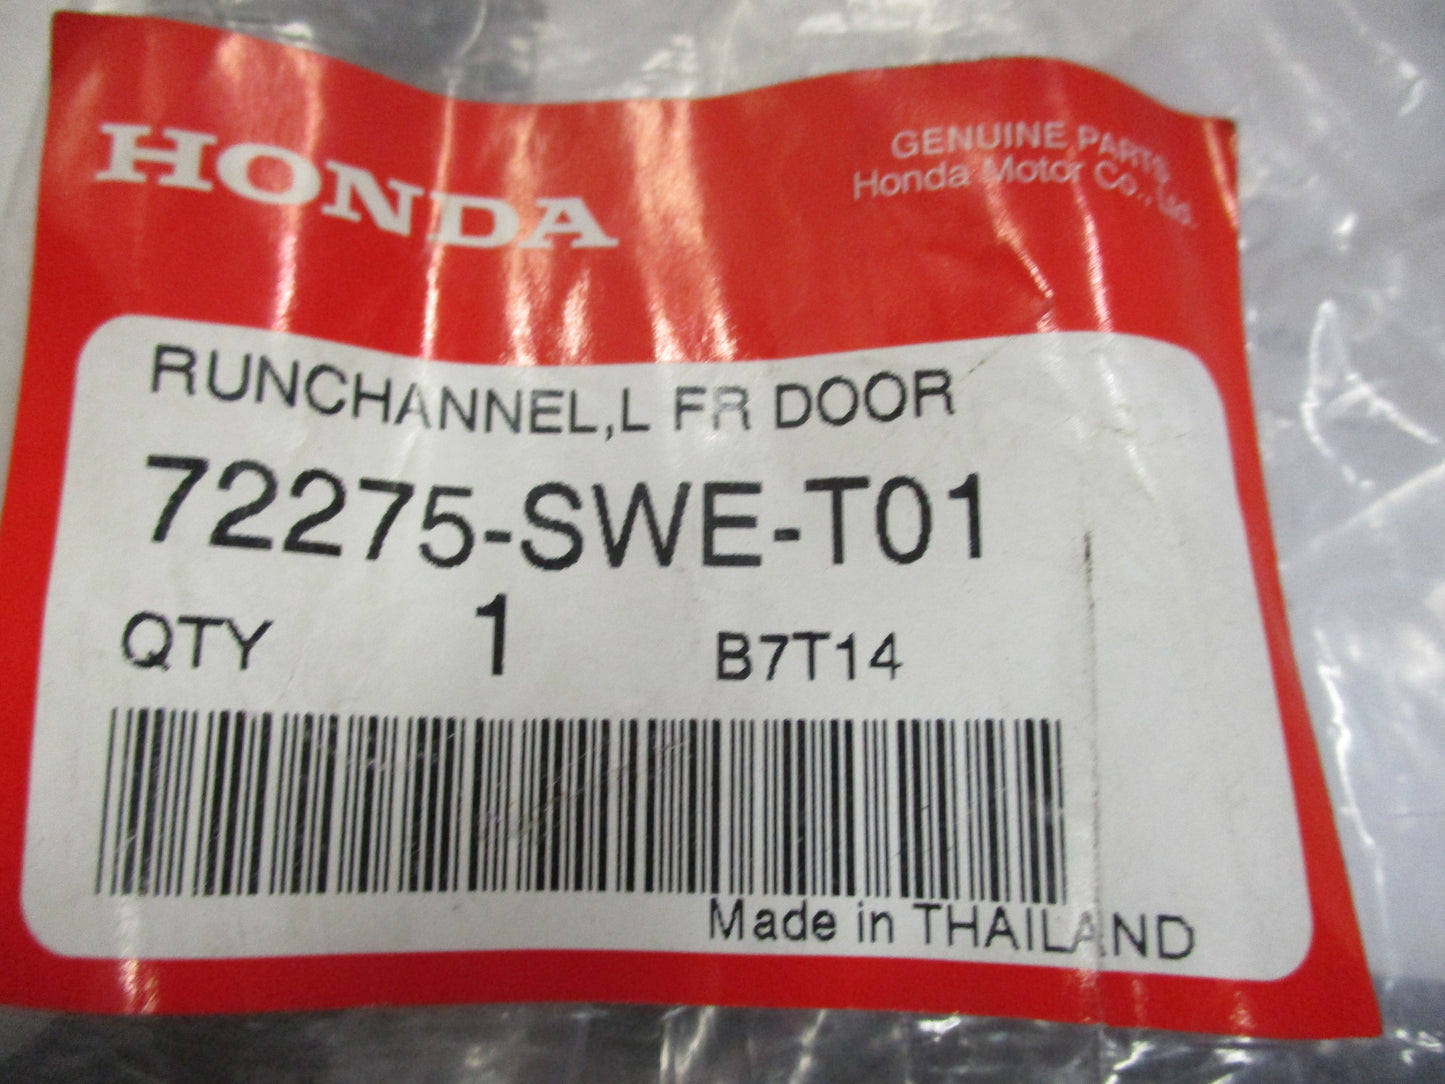 HONDA
GENUINE PARTS
Honda Motor Co., Ltd.
RUNCHANNEL,L FR DOOR
72275-SWE-T01
QTY 1 B7T14
Made in THAILAND